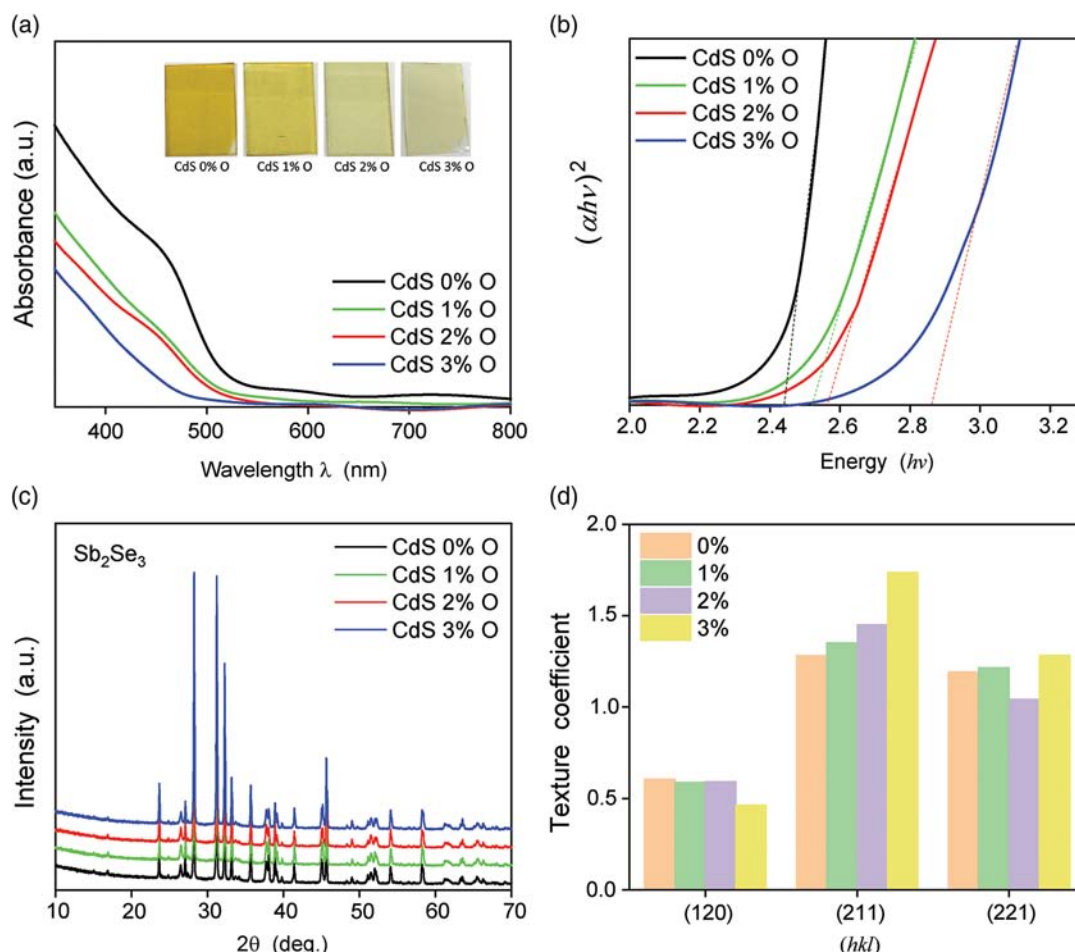 (a)
CdS 0% O
CdS 1% O
CdS 2% O
CdS 3% O
CdS 0% O
CdS 1% O
CdS 2% O
CdS 3% O
Absorbance (a.u.)
400 500 600 700 800
Wavelength λ (nm)
(b)
CdS 0% O
CdS 1% O
CdS 2% O
CdS 3% O
(αhν)²
2.0 2.2 2.4 2.6 2.8 3.0 3.2
Energy (hν)
(c)
Sb₂Se₃
CdS 0% O
CdS 1% O
CdS 2% O
CdS 3% O
Intensity (a.u.)
10 20 30 40 50 60 70
2θ (deg.)
(d)
2.0
1.5
1.0
0.5
0.0
0%
1%
2%
3%
Texture coefficient
(120) (211) (221)
(hkl)